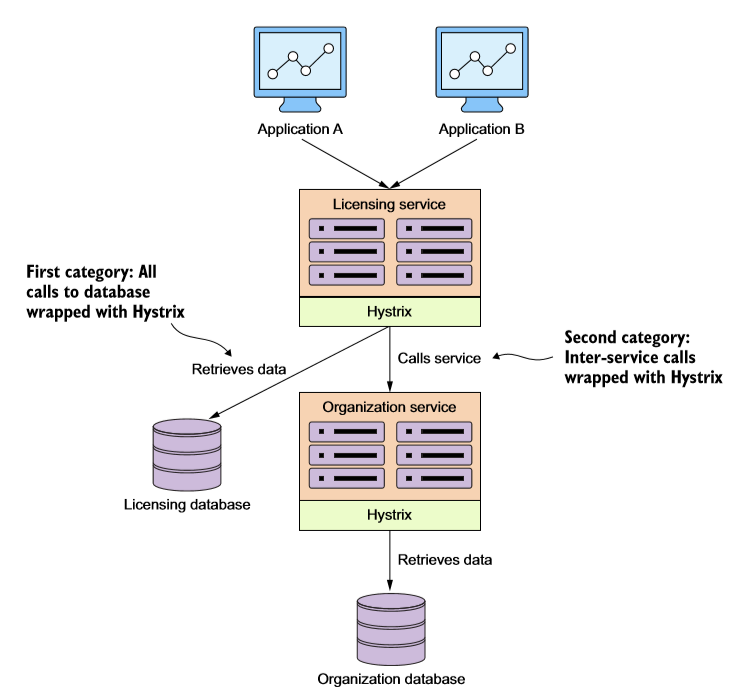 Application A
Application B
Licensing service
Hystrix
First category: All
calls to database
wrapped with Hystrix
Second category:
Inter-service calls
wrapped with Hystrix
Retrieves data
Calls service
Organization service
Hystrix
Licensing database
Retrieves data
Organization database